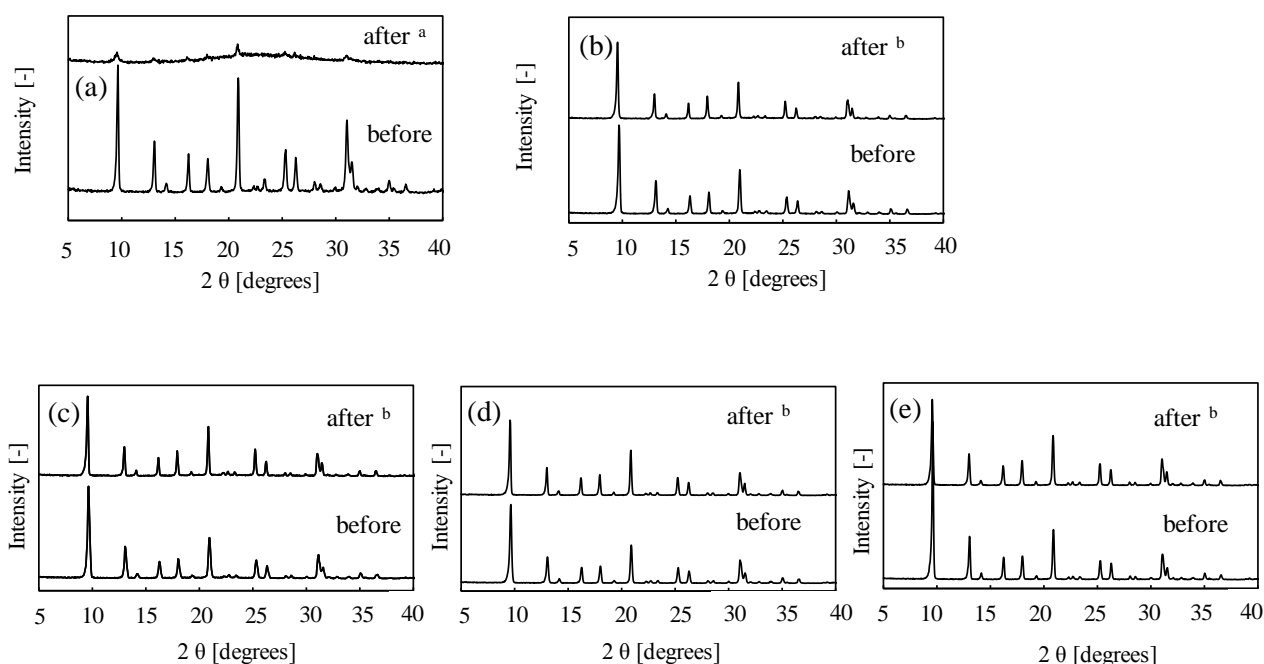 after a
(a)
before
Intensity [-]
5 10 15 20 25 30 35 40
2 θ [degrees]
(b)
after b
before
Intensity [-]
5 10 15 20 25 30 35 40
2 θ [degrees]
(c)
after b
before
Intensity [-]
5 10 15 20 25 30 35 40
2 θ [degrees]
(d)
after b
before
Intensity [-]
5 10 15 20 25 30 35 40
2 θ [degrees]
(e)
after b
before
Intensity [-]
5 10 15 20 25 30 35 40
2 θ [degrees]